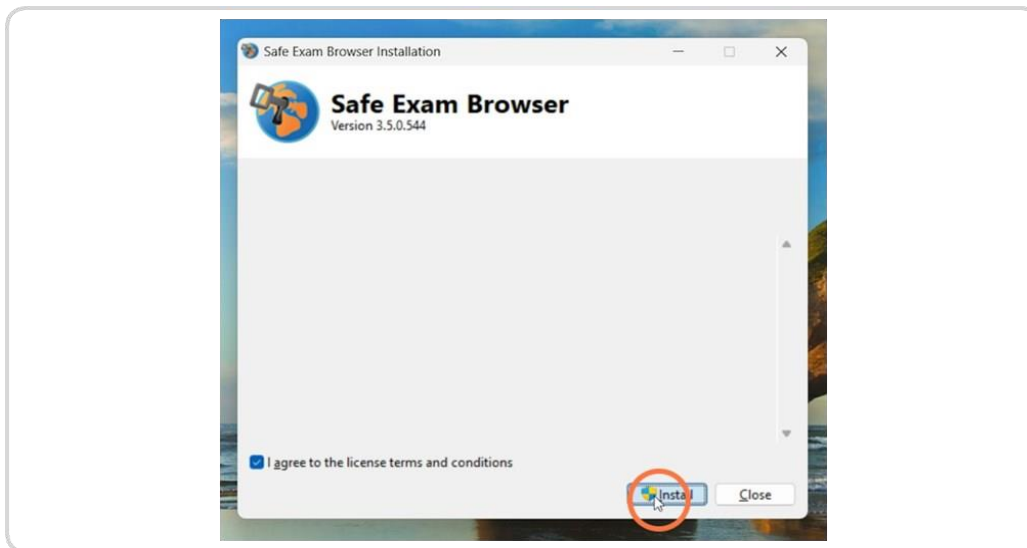 Safe Exam Browser Installation
Safe Exam Browser
Version 3.5.0.544
I agree to the license terms and conditions
Install
Close